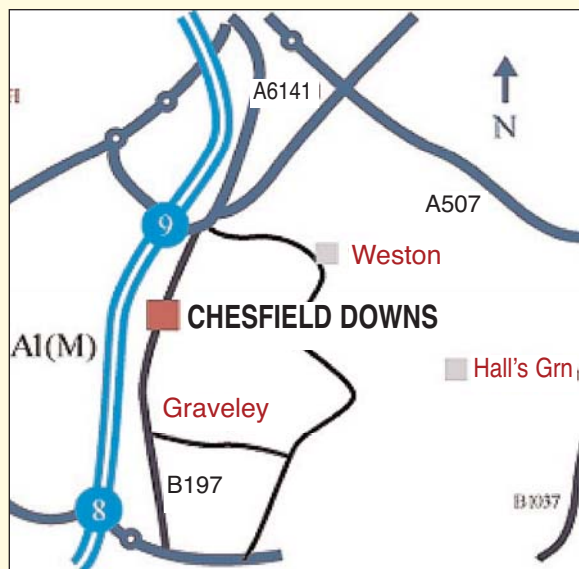 A6141
N
A507
9
Weston
CHESFIELD DOWNS
A1(M)
Hall's Grn
Graveley
B197
B1037
8